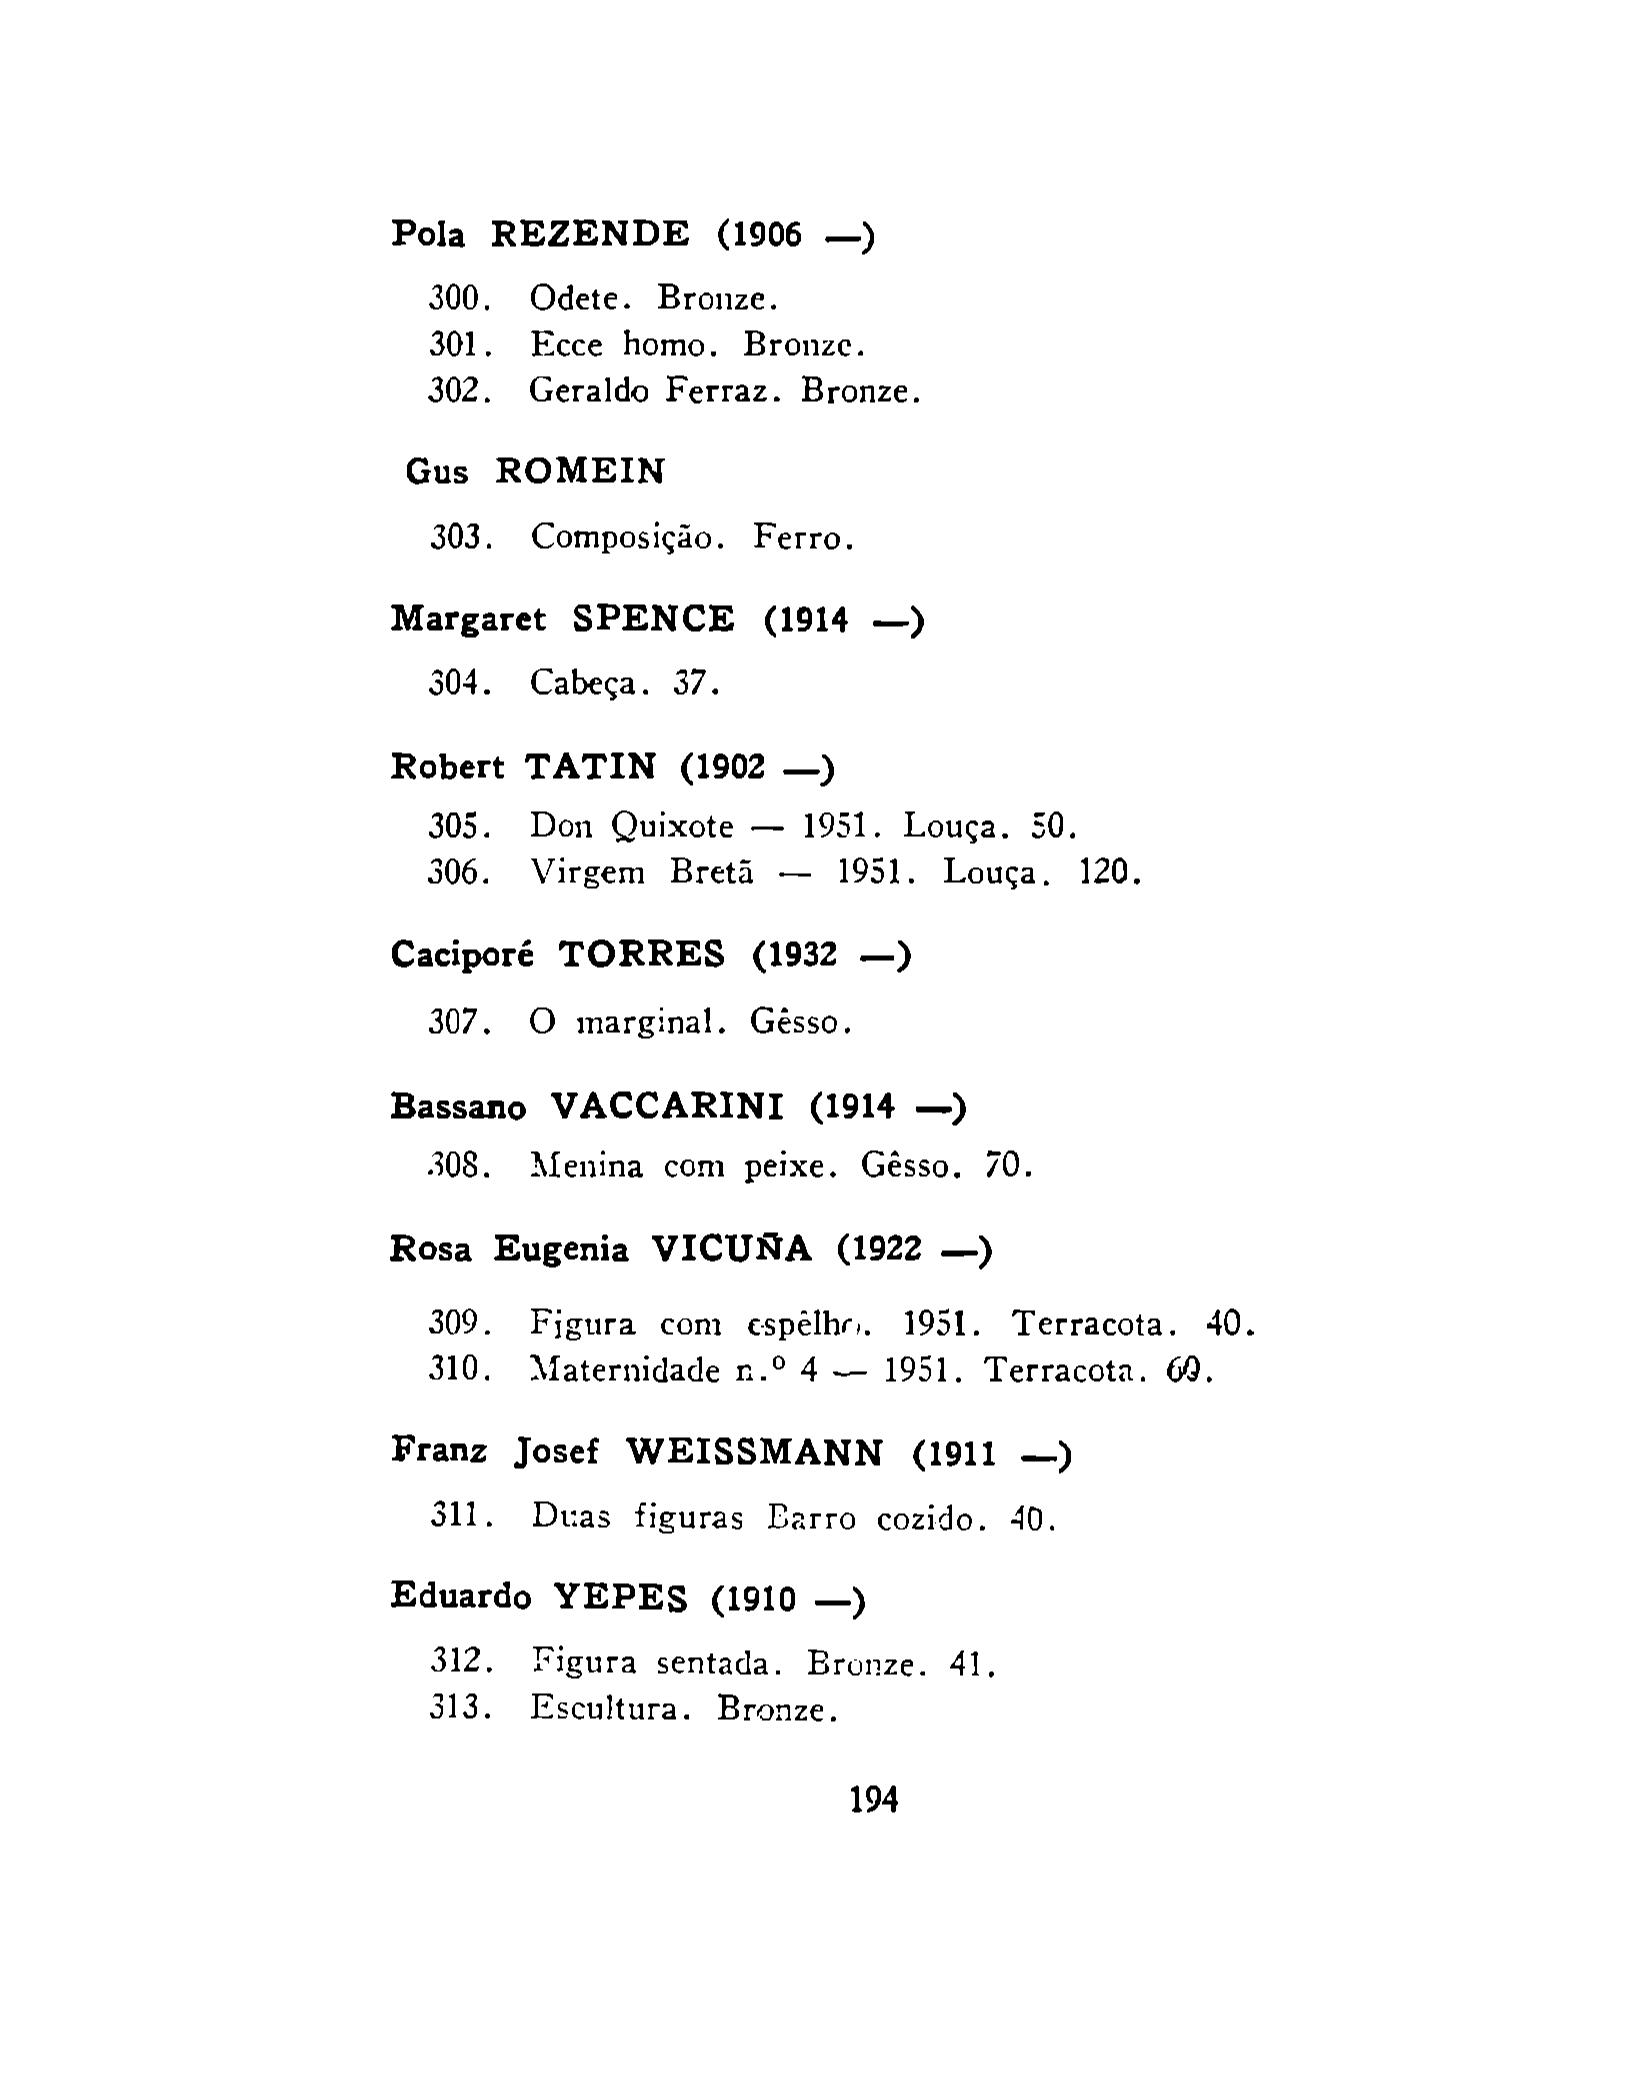 Pola REZENDE (1906 —)
300. Odete. Bronze.
301. Ecce homo. Bronze.
302. Geraldo Ferraz. Bronze.
Gus ROMEIN
303. Composição. Ferro.
Margaret SPENCE (1914 —)
304. Cabeça. 37.
Robert TATIN (1902 —)
305. Don Quixote — 1951. Louça. 50.
306. Virgem Bretã — 1951. Louça. 120.
Caciporé TORRES (1932 —)
307. O marginal. Gêsso.
Bassano VACCARINI (1914 —)
308. Menina com peixe. Gêsso. 70.
Rosa Eugenia VICUÑA (1922 —)
309. Figura com espêlho. 1951. Terracota. 40.
310. Maternidade n.º 4 — 1951. Terracota. 60.
Franz Josef WEISSMANN (1911 —)
311. Duas figuras Barro cozido. 40.
Eduardo YEPES (1910 —)
312. Figura sentada. Bronze. 41.
313. Escultura. Bronze.
194